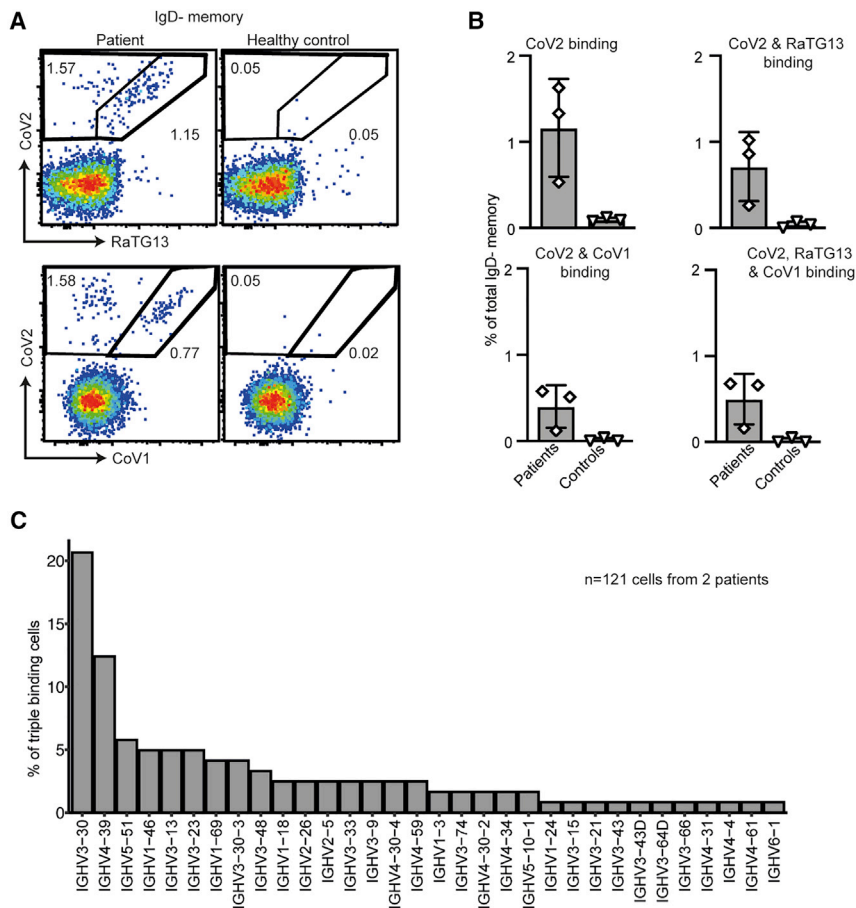 A
IgD- memory
Patient
Healthy control
1.57
1.15
0.05
0.05
CoV2
RaTG13
1.58
0.77
0.05
0.02
CoV2
CoV1
B
% of total IgD- memory
CoV2 binding
2
1
0
CoV2 & RaTG13
binding
2
1
0
CoV2 & CoV1
binding
2
1
0
Patients
Controls
CoV2, RaTG13
& CoV1 binding
2
1
0
Patients
Controls
C
% of triple binding cells
20
15
10
5
0
n=121 cells from 2 patients
IGHV3-30
IGHV4-39
IGHV5-51
IGHV1-46
IGHV3-13
IGHV3-23
IGHV1-69
IGHV3-30-3
IGHV3-48
IGHV1-18
IGHV2-26
IGHV2-5
IGHV3-33
IGHV3-9
IGHV4-30-4
IGHV4-59
IGHV1-3
IGHV3-74
IGHV4-30-2
IGHV4-34
IGHV5-10-1
IGHV1-24
IGHV3-15
IGHV3-21
IGHV3-43
IGHV3-43D
IGHV3-64D
IGHV3-66
IGHV4-31
IGHV4-4
IGHV4-61
IGHV6-1